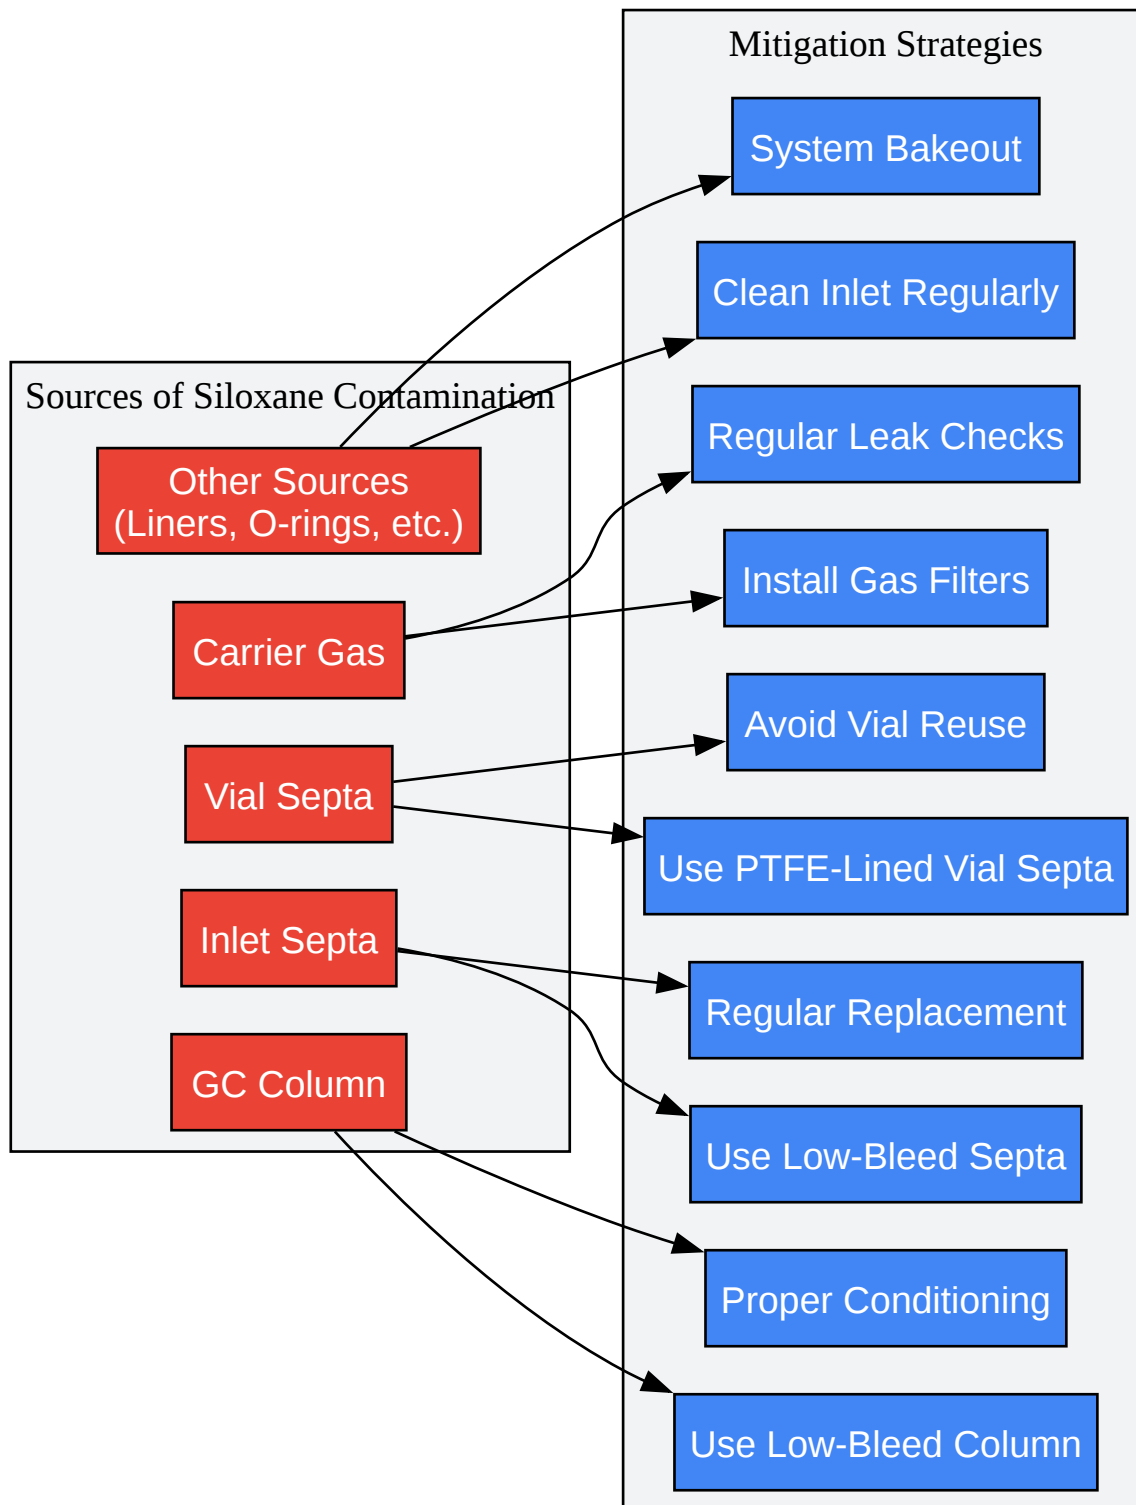 Sources of Siloxane Contamination
Other Sources
(Liners, O-rings, etc.)
Carrier Gas
Vial Septa
Inlet Septa
GC Column
Mitigation Strategies
System Bakeout
Clean Inlet Regularly
Regular Leak Checks
Install Gas Filters
Avoid Vial Reuse
Use PTFE-Lined Vial Septa
Regular Replacement
Use Low-Bleed Septa
Proper Conditioning
Use Low-Bleed Column